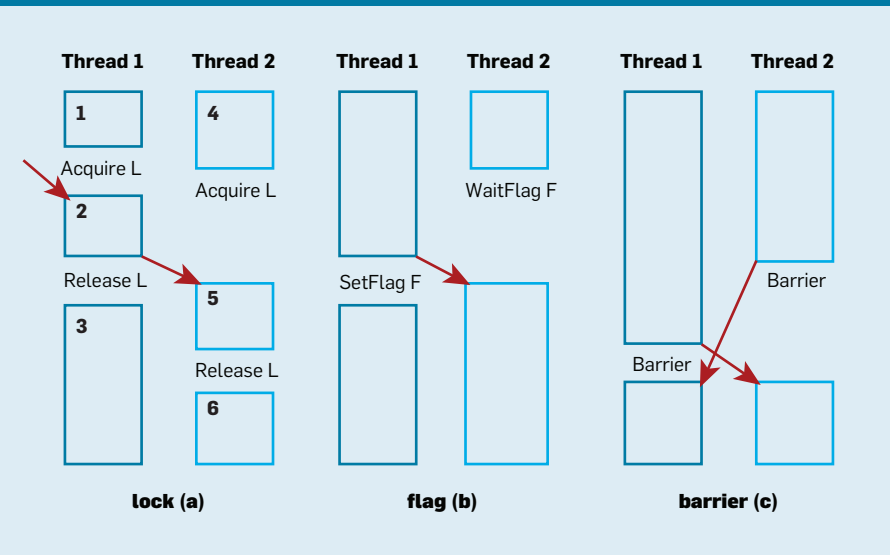 Thread 1 Thread 2 Thread 1 Thread 2 Thread 1 Thread 2
1 4
Acquire L
Acquire L WaitFlag F
2
Release L SetFlag F Barrier
5
3
Barrier
Release L
6
lock (a) flag (b) barrier (c)